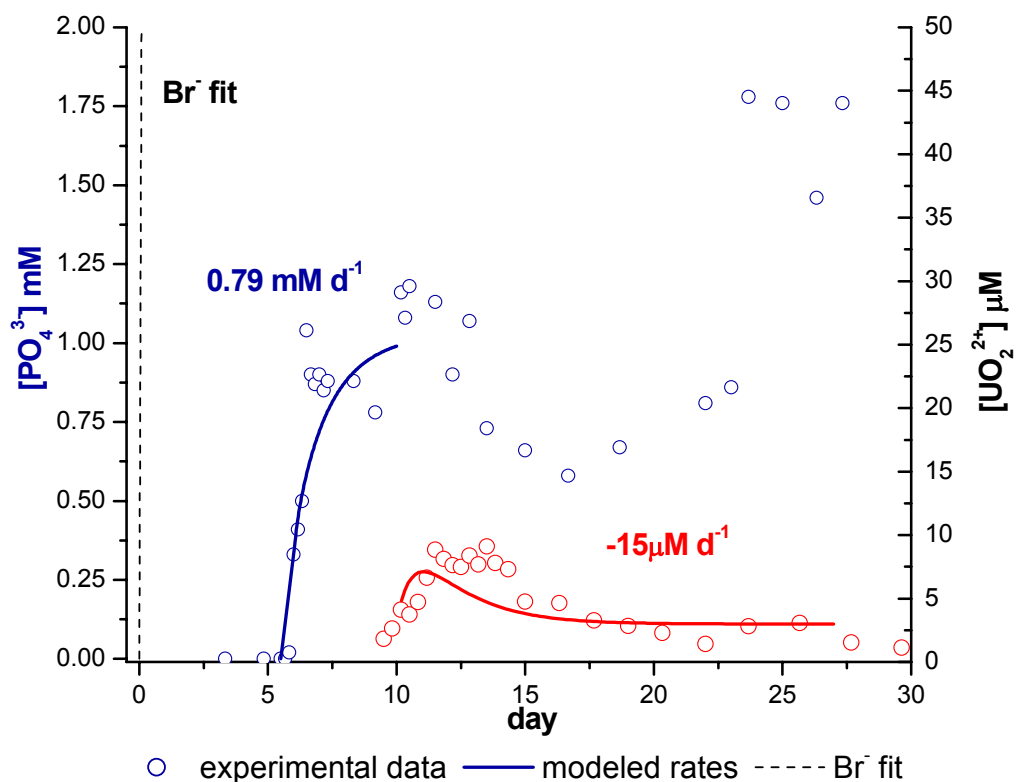 2.00
1.75
1.50
1.25
1.00
0.75
0.50
0.25
0.00
[PO₄³⁻] mM
50
45
40
35
30
25
20
15
10
5
0
[UO₂²⁺] μM
Br⁻ fit
0.79 mM d⁻¹
-15μM d⁻¹
0 5 10 15 20 25 30
day
experimental data modeled rates Br⁻ fit